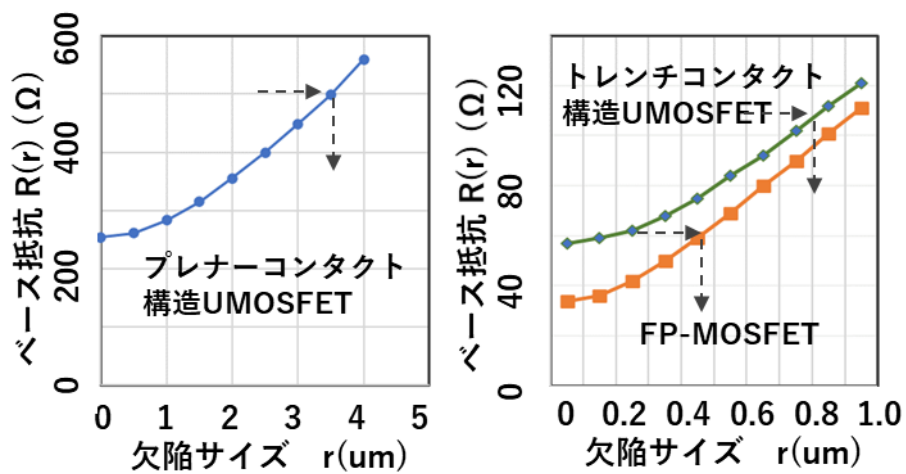 ベース抵抗 R(r) (Ω)
600
400
200
0
プレナーコンタクト
構造UMOSFET
0 1 2 3 4 5
欠陥サイズ r(um)
ベース抵抗 R(r) (Ω)
120
80
40
0
トレンチコンタクト
構造UMOSFET
FP-MOSFET
0 0.2 0.4 0.6 0.8 1.0
欠陥サイズ r(um)